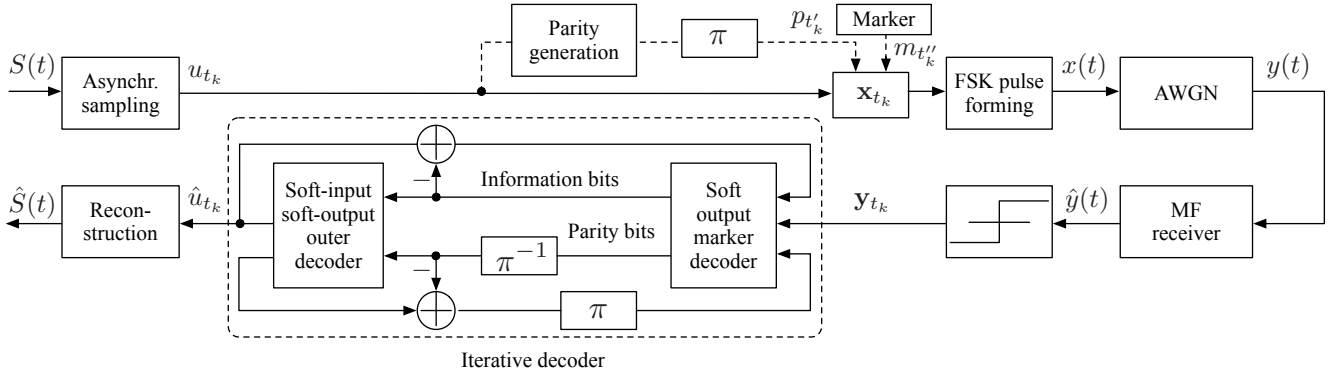 S(t)
Asynchr.
sampling
u_{t_k}
Parity
generation
π
p_{t'_k}
Marker
m_{t''_k}
x_{t_k}
FSK pulse
forming
x(t)
AWGN
y(t)
Ŝ(t)
Recon-
struction
û_{t_k}
Soft-input
soft-output
outer
decoder
−
+
Information bits
Parity bits
π^{-1}
−
+
π
Soft
output
marker
decoder
y_{t_k}
ŷ(t)
MF
receiver
Iterative decoder